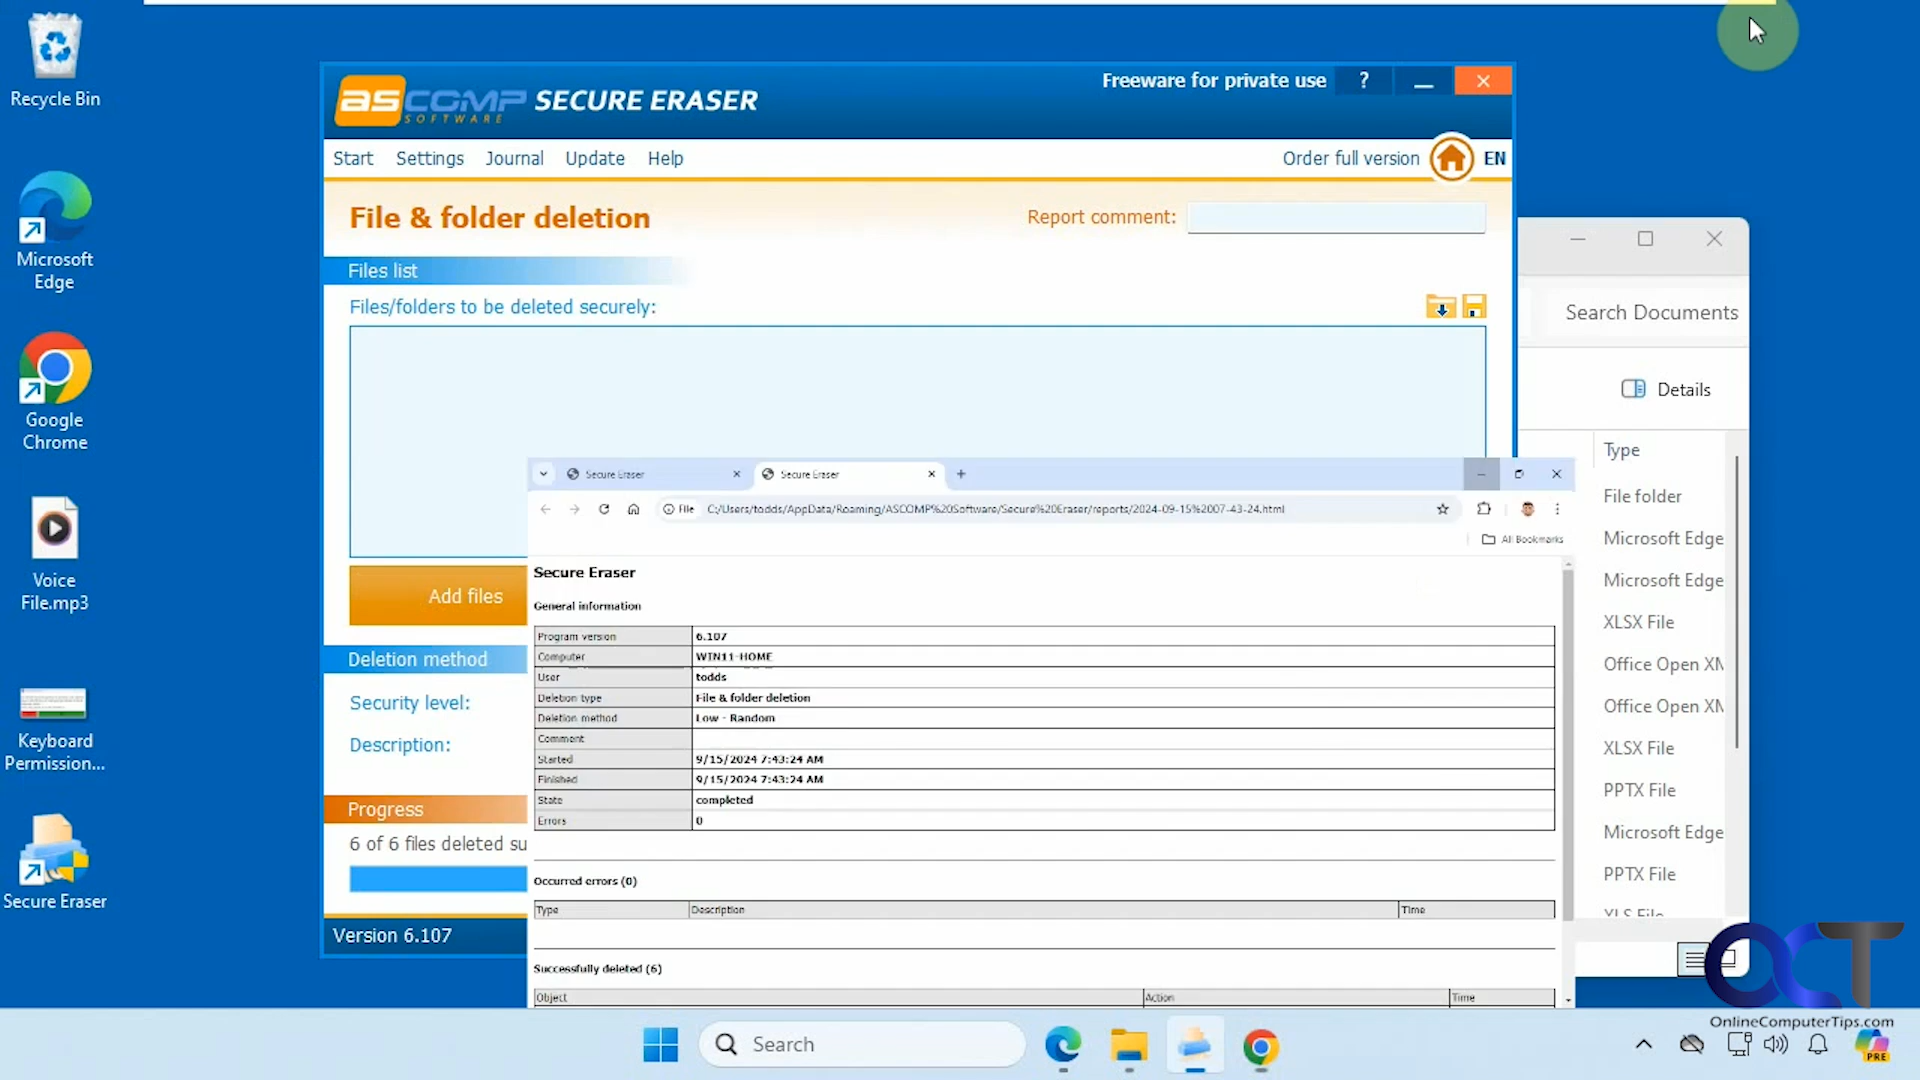 Recycle Bin
Microsoft
Edge
Google
Chrome
Voice
File.mp3
Keyboard
Permission...
Secure Eraser
ascomp
SOFTWARE
SECURE ERASER
Freeware for private use
?
Start Settings Journal Update Help
Order full version
EN
File & folder deletion
Report comment:
Files list
Files/folders to be deleted securely:
Add files
Deletion method
Security level:
Description:
Progress
6 of 6 files deleted su
Version 6.107
Search Documents
Details
Type
File folder
Microsoft Edge
Microsoft Edge
XLSX File
Office Open XM
Office Open XM
XLSX File
PPTX File
Microsoft Edge
PPTX File
XLS File
Secure Eraser
Secure Eraser
File C:/Users/todds/AppData/Roaming/ASCOMP%20Software/Secure%20Eraser/reports/2024-09-15%2007-43-24.html
All Bookmarks
Secure Eraser
General information
Program version 6.107
Computer WIN11-HOME
User todds
Deletion type File & folder deletion
Deletion method Low - Random
Comment
Started 9/15/2024 7:43:24 AM
Finished 9/15/2024 7:43:24 AM
State completed
Errors 0
Occurred errors (0)
Type Description Time
Successfully deleted (6)
Object Action Time
Search
OCT
OnlineComputerTips.com
PRE